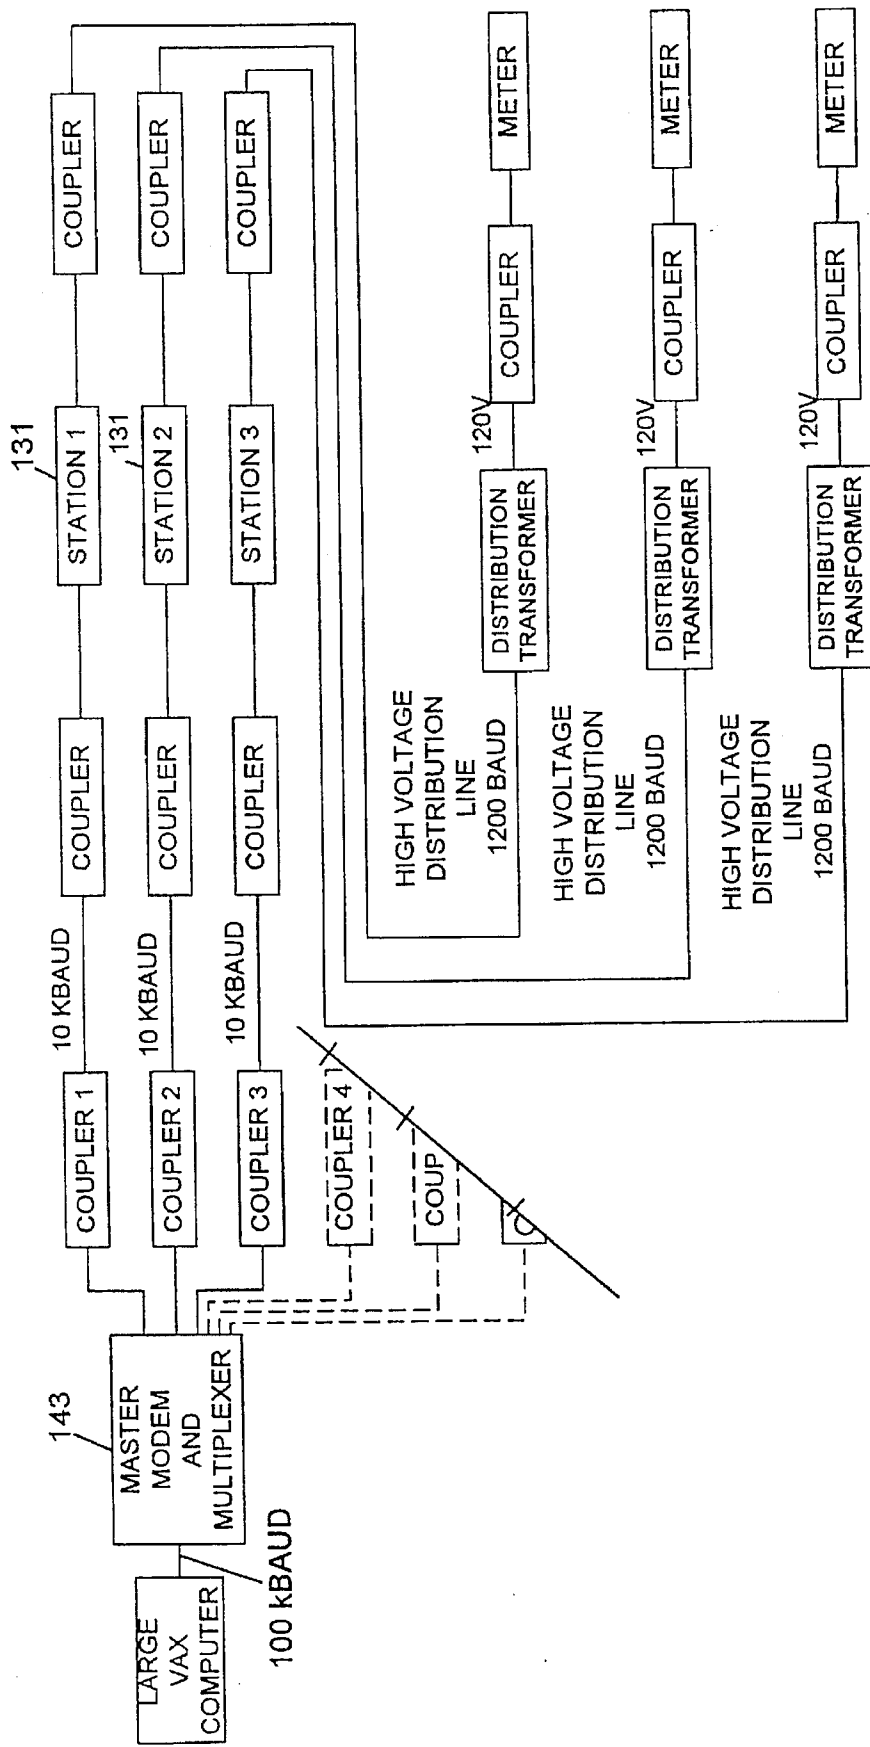 LARGE
VAX
COMPUTER
100 kBAUD
143
MASTER
MODEM
AND
MULTIPLEXER
COUPLER 1
COUPLER 2
COUPLER 3
COUPLER 4
COUP
C
10 KBAUD
10 KBAUD
10 KBAUD
COUPLER
COUPLER
COUPLER
131
STATION 1
131
STATION 2
STATION 3
COUPLER
COUPLER
COUPLER
HIGH VOLTAGE
DISTRIBUTION
LINE
1200 BAUD
DISTRIBUTION
TRANSFORMER
120V
COUPLER
METER
HIGH VOLTAGE
DISTRIBUTION
LINE
1200 BAUD
DISTRIBUTION
TRANSFORMER
120V
COUPLER
METER
HIGH VOLTAGE
DISTRIBUTION
LINE
1200 BAUD
DISTRIBUTION
TRANSFORMER
120V
COUPLER
METER